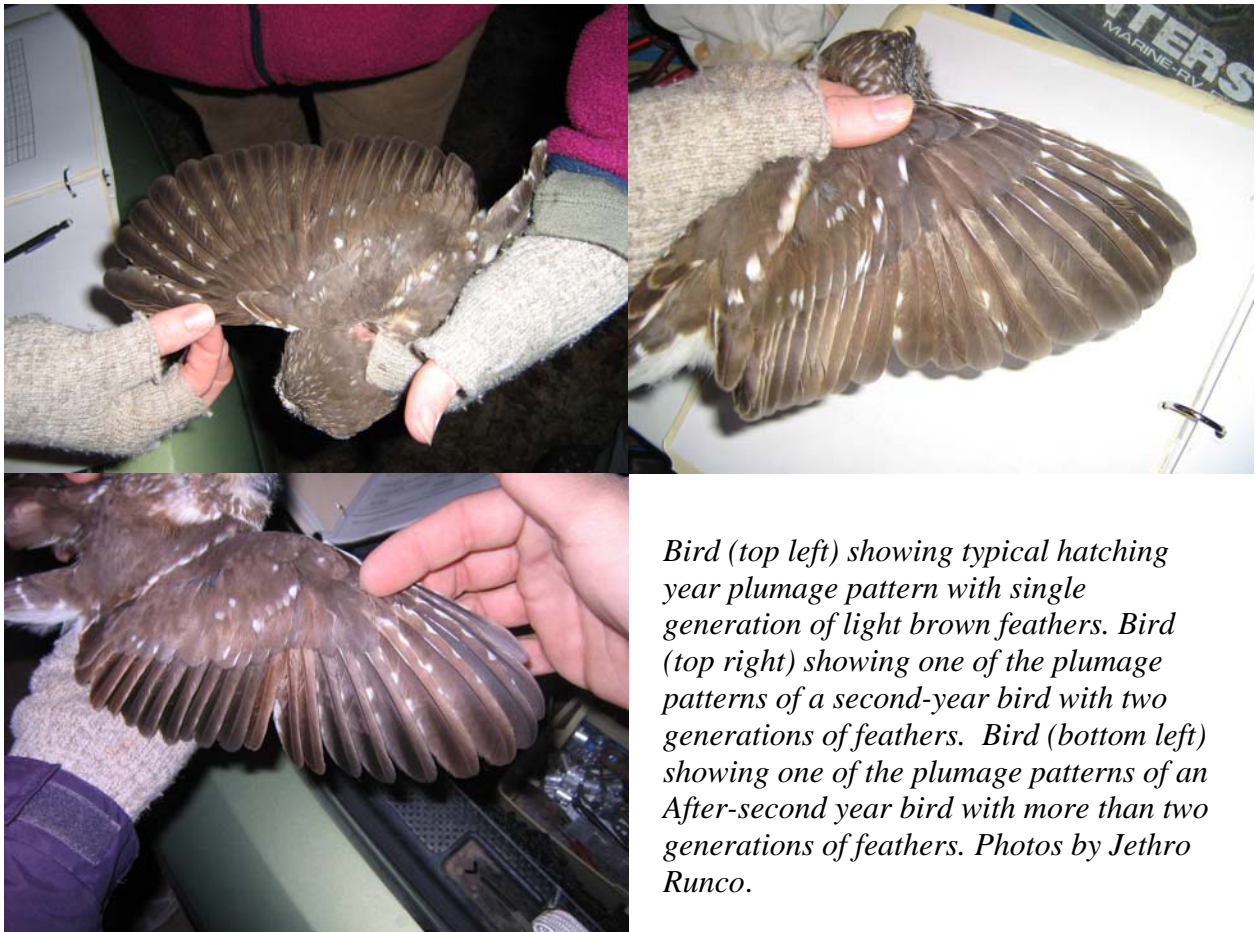 NTERS
MARINE-RV
Bird (top left) showing typical hatching
year plumage pattern with single
generation of light brown feathers. Bird
(top right) showing one of the plumage
patterns of a second-year bird with two
generations of feathers.  Bird (bottom left)
showing one of the plumage patterns of an
After-second year bird with more than two
generations of feathers. Photos by Jethro
Runco.